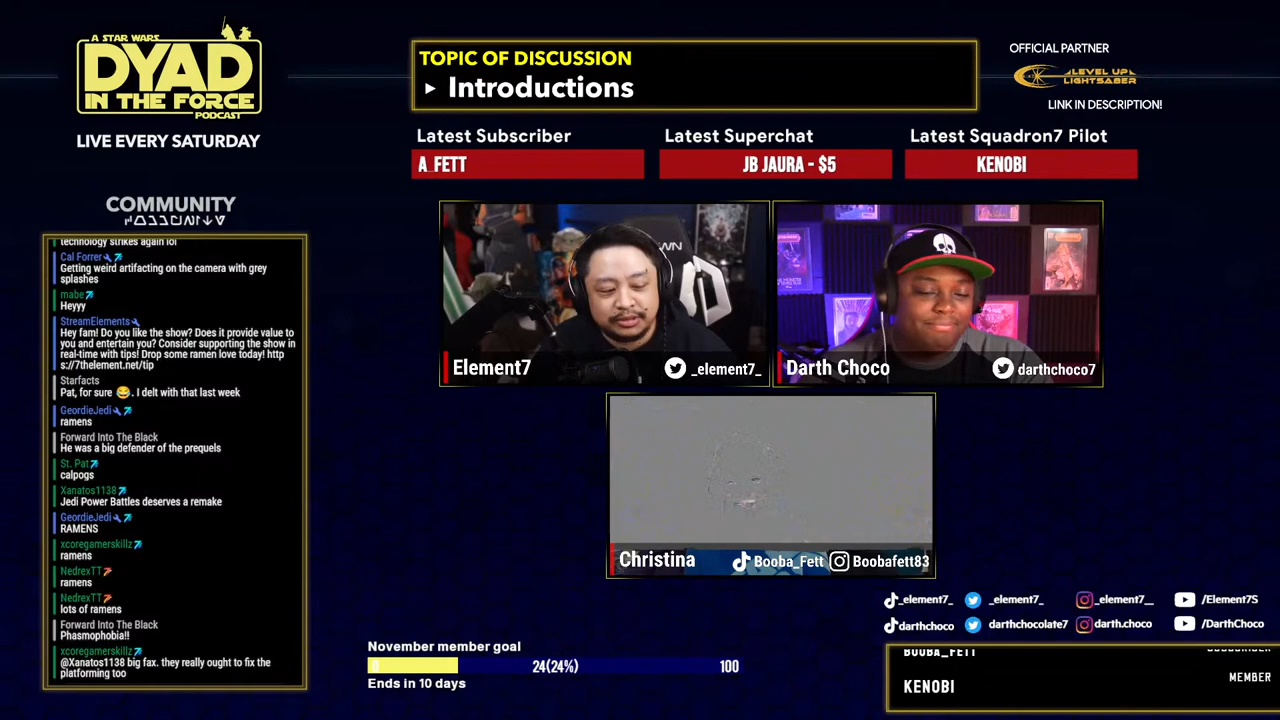 A STAR WARS
DYAD
IN THE FORCE
PODCAST
LIVE EVERY SATURDAY
TOPIC OF DISCUSSION
► Introductions
OFFICIAL PARTNER
LEVEL UP
LIGHTSABER
LINK IN DESCRIPTION!
Latest Subscriber
A_FETT
Latest Superchat
JB JAURA - $5
Latest Squadron7 Pilot
KENOBI
COMMUNITY
technology strikes again lol
Cal Forrer
Getting weird artifacting on the camera with grey
splashes
mabe
Heyyy
StreamElements
Hey fam! Do you like the show? Does it provide value to
you and entertain you? Consider supporting the show in
real-time with tips! Drop some ramen love today! http
s://7thelement.net/tip
Starfacts
Pat, for sure 😂. I delt with that last week
GeordieJedi
ramens
Forward Into The Black
He was a big defender of the prequels
St. Pat
calpogs
Xanatos1138
Jedi Power Battles deserves a remake
GeordieJedi
RAMENS
xcoregamerskillz
ramens
NedrexTT
ramens
NedrexTT
lots of ramens
Forward Into The Black
Phasmophobia!!
xcoregamerskillz
@Xanatos1138 big fax. they really ought to fix the
platforming too
Element7
_element7_
Darth Choco
darthchoco7
Christina
Booba_Fett
Boobafett83
November member goal
0
24(24%)
100
Ends in 10 days
_element7_
_element7_
_element7__
/Element7S
darthchoco
darthchocolate7
darth.choco
/DarthChoco
BOOBA_FETT
KENOBI
MEMBER